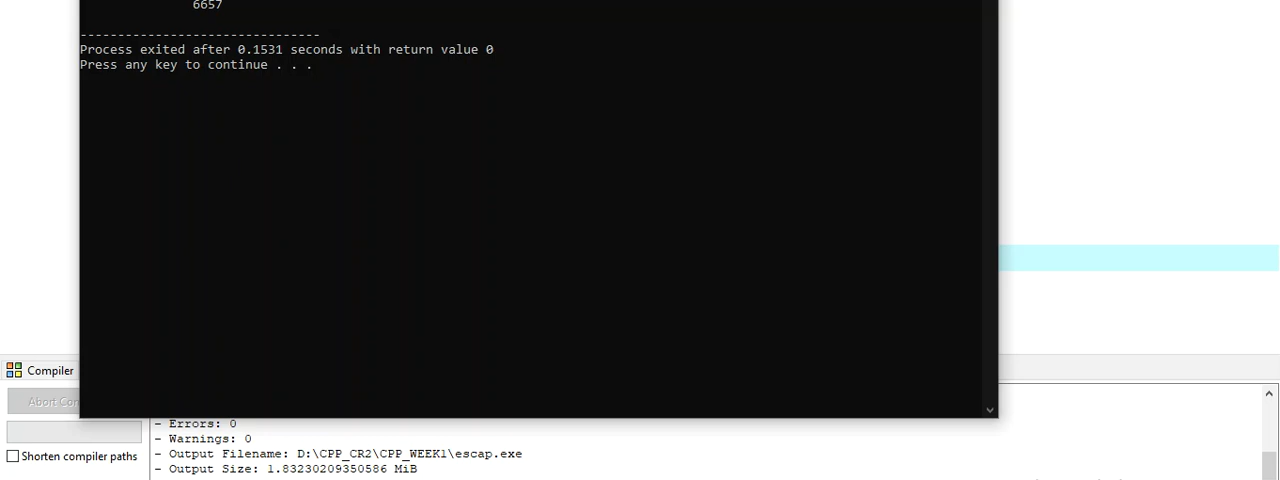 6657
--------------------------------
Process exited after 0.1531 seconds with return value 0
Press any key to continue . . .
Compiler
Abort Com
- Errors: 0
- Warnings: 0
Shorten compiler paths
- Output Filename: D:\CPP_CR2\CPP_WEEK1\escap.exe
- Output Size: 1.83230209350586 MiB